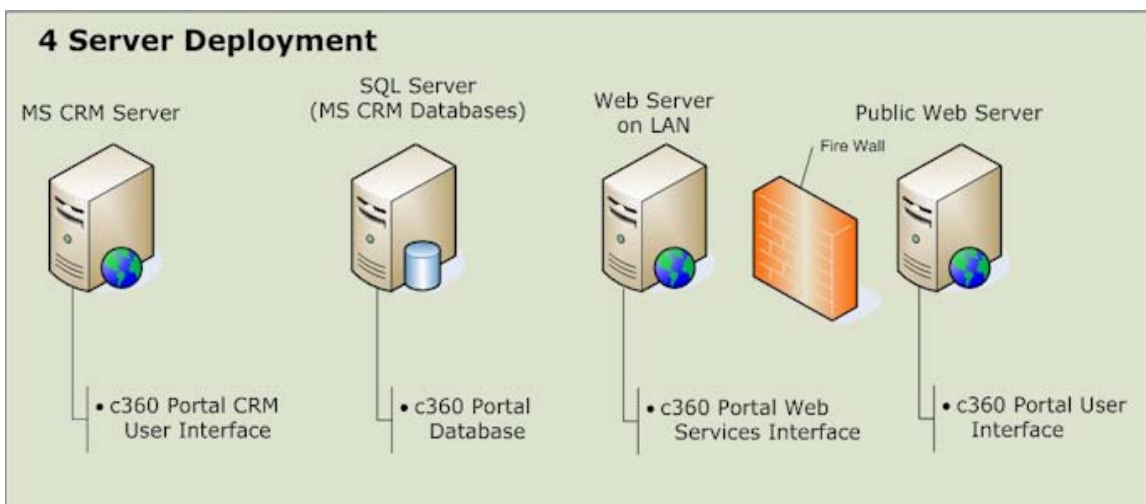 4 Server Deployment
MS CRM Server
SQL Server
(MS CRM Databases)
Web Server
on LAN
Public Web Server
Fire Wall
• c360 Portal CRM
User Interface
• c360 Portal
Database
• c360 Portal Web
Services Interface
• c360 Portal User
Interface